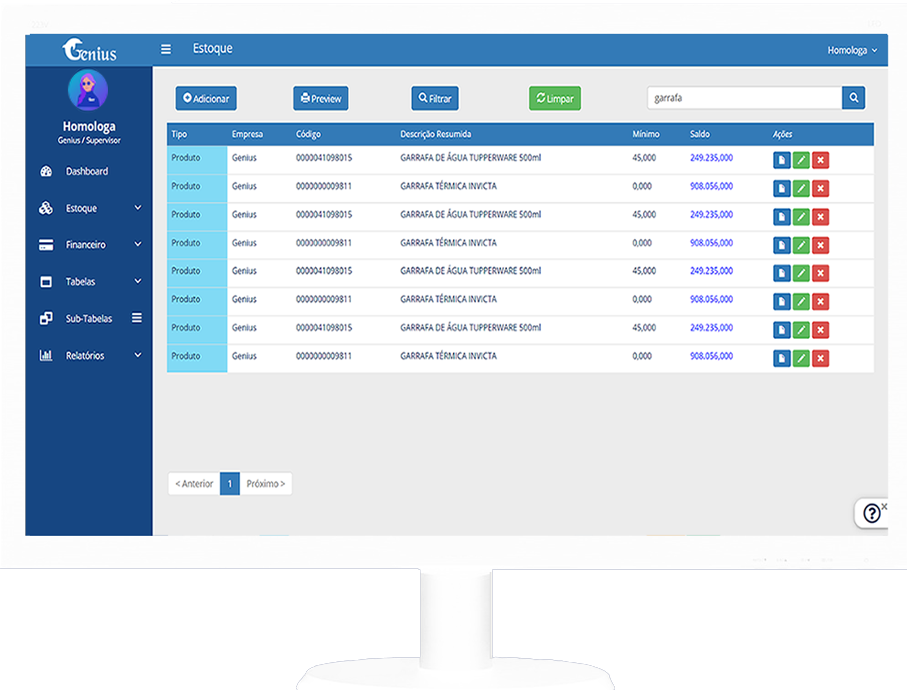 Genius
Estoque
Homologa
Homologa
Genius / Supervisor
Dashboard
Estoque
Financeiro
Tabelas
Sub-Tabelas
Relatórios
Adicionar
Preview
Filtrar
Limpar
garrafa
Tipo Empresa Código Descrição Resumida Mínimo Saldo Ações
Produto Genius 0000041098015 GARRAFA DE ÁGUA TUPPERWARE 500ml 45,000 249.235,000
Produto Genius 0000000009811 GARRAFA TÉRMICA INVICTA 0,000 908.056,000
Produto Genius 0000041098015 GARRAFA DE ÁGUA TUPPERWARE 500ml 45,000 249.235,000
Produto Genius 0000000009811 GARRAFA TÉRMICA INVICTA 0,000 908.056,000
Produto Genius 0000041098015 GARRAFA DE ÁGUA TUPPERWARE 500ml 45,000 249.235,000
Produto Genius 0000000009811 GARRAFA TÉRMICA INVICTA 0,000 908.056,000
Produto Genius 0000041098015 GARRAFA DE ÁGUA TUPPERWARE 500ml 45,000 249.235,000
Produto Genius 0000000009811 GARRAFA TÉRMICA INVICTA 0,000 908.056,000
< Anterior 1 Próximo >